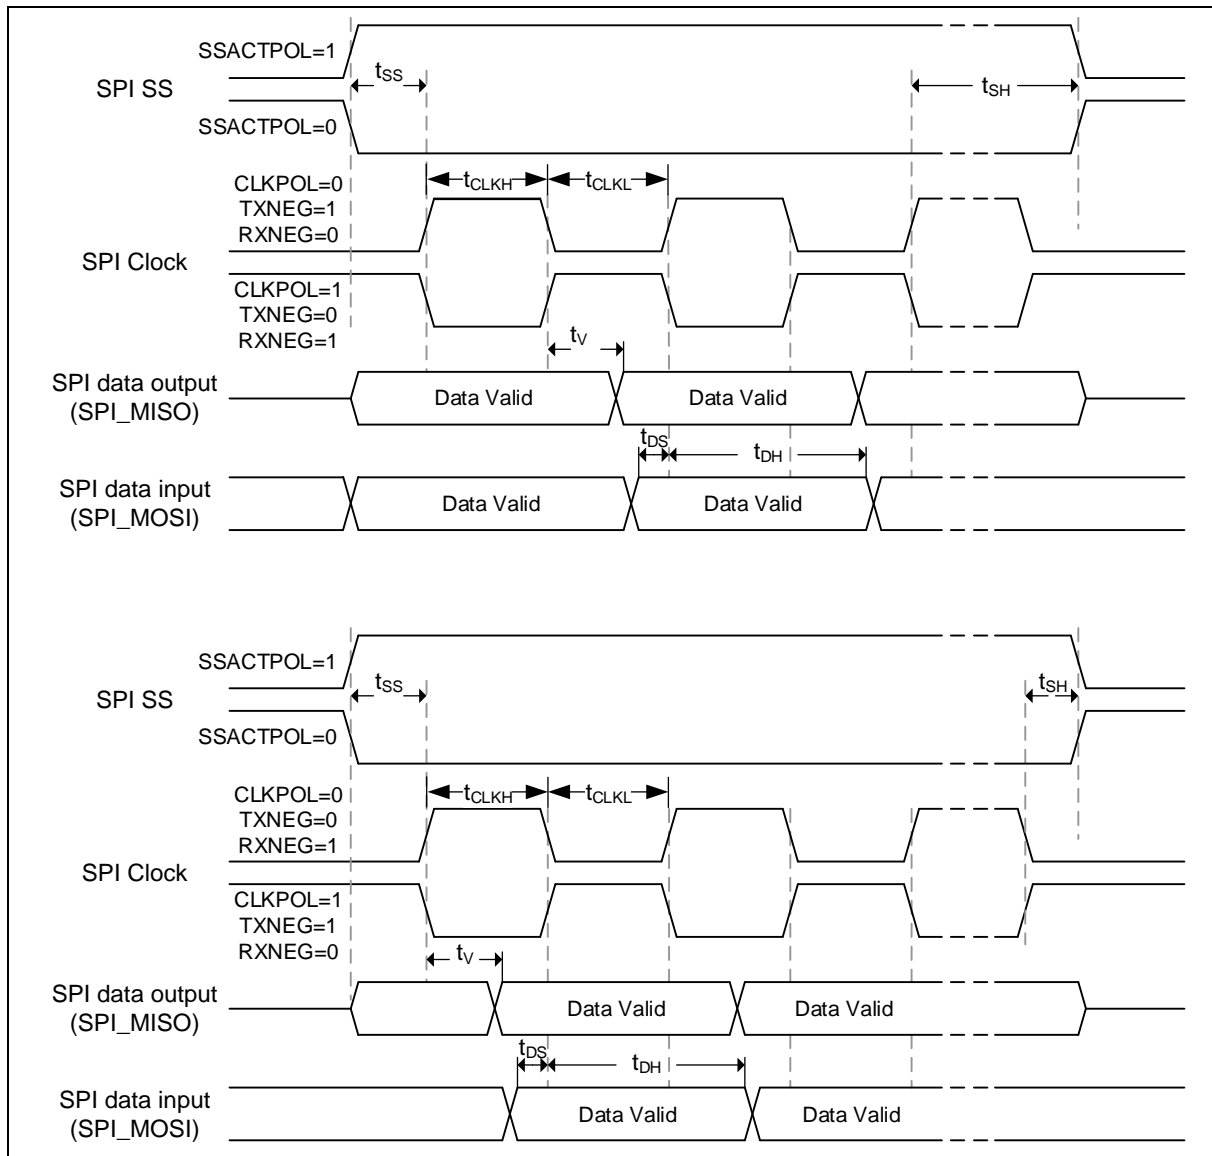 SSACTPOL=1
SPI SS
tSS
tSH
SSACTPOL=0
CLKPOL=0
TXNEG=1
RXNEG=0
tCLKH
tCLKL
SPI Clock
CLKPOL=1
TXNEG=0
RXNEG=1
tV
SPI data output
(SPI_MISO)
Data Valid
Data Valid
tDS
tDH
SPI data input
(SPI_MOSI)
Data Valid
Data Valid
SSACTPOL=1
SPI SS
tSS
tSH
SSACTPOL=0
CLKPOL=0
TXNEG=0
RXNEG=1
tCLKH
tCLKL
SPI Clock
CLKPOL=1
TXNEG=1
RXNEG=0
tV
SPI data output
(SPI_MISO)
Data Valid
Data Valid
tDS
tDH
SPI data input
(SPI_MOSI)
Data Valid
Data Valid